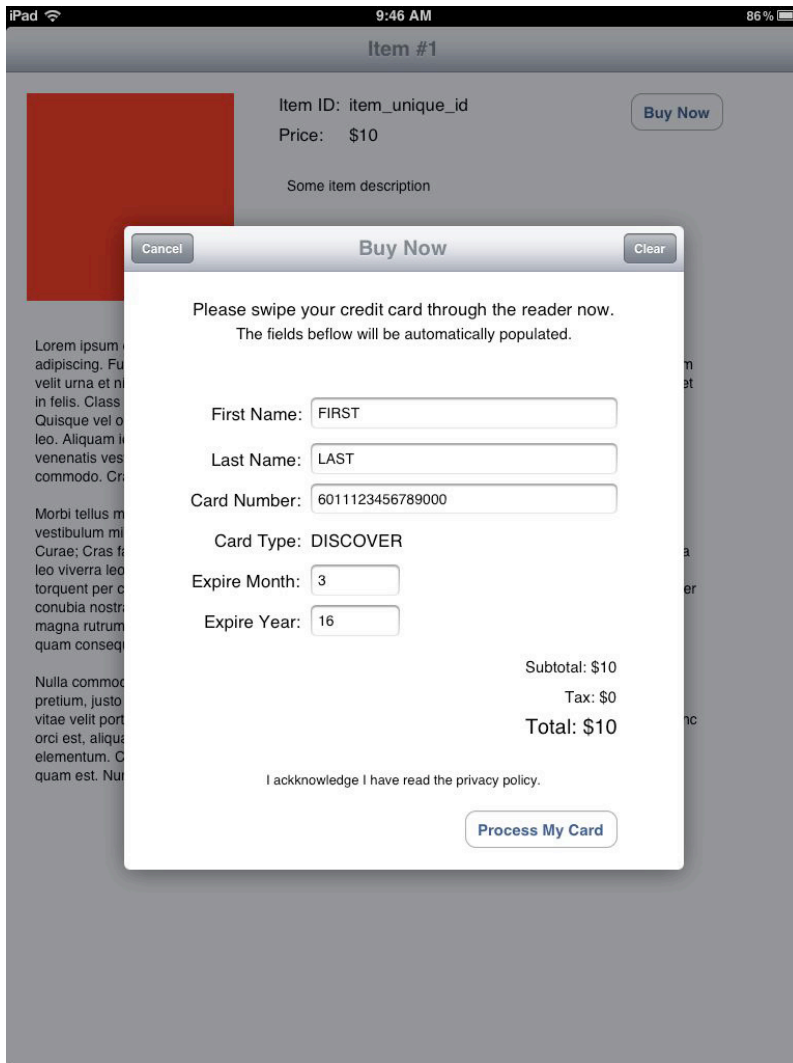 iPad 9:46 AM 86%
Item #1
Item ID: item_unique_id
Buy Now
Price: $10
Some item description
Cancel Buy Now Clear
Please swipe your credit card through the reader now.
The fields beflow will be automatically populated.
Lorem ipsum
adipiscing. Fu
velit urna et ni
in felis. Class
Quisque vel o
leo. Aliquam i
venenatis ves
commodo. Cr
Morbi tellus m
vestibulum mi
Curae; Cras fa
leo viverra leo
torquent per c
conubia nostr
magna rutrum
quam consequ
Nulla commod
pretium, justo
vitae velit port
orci est, aliqua
elementum. C
quam est. Nu
First Name: FIRST
Last Name: LAST
Card Number: 6011123456789000
Card Type: DISCOVER
Expire Month: 3
Expire Year: 16
Subtotal: $10
Tax: $0
Total: $10
I ackknowledge I have read the privacy policy.
Process My Card